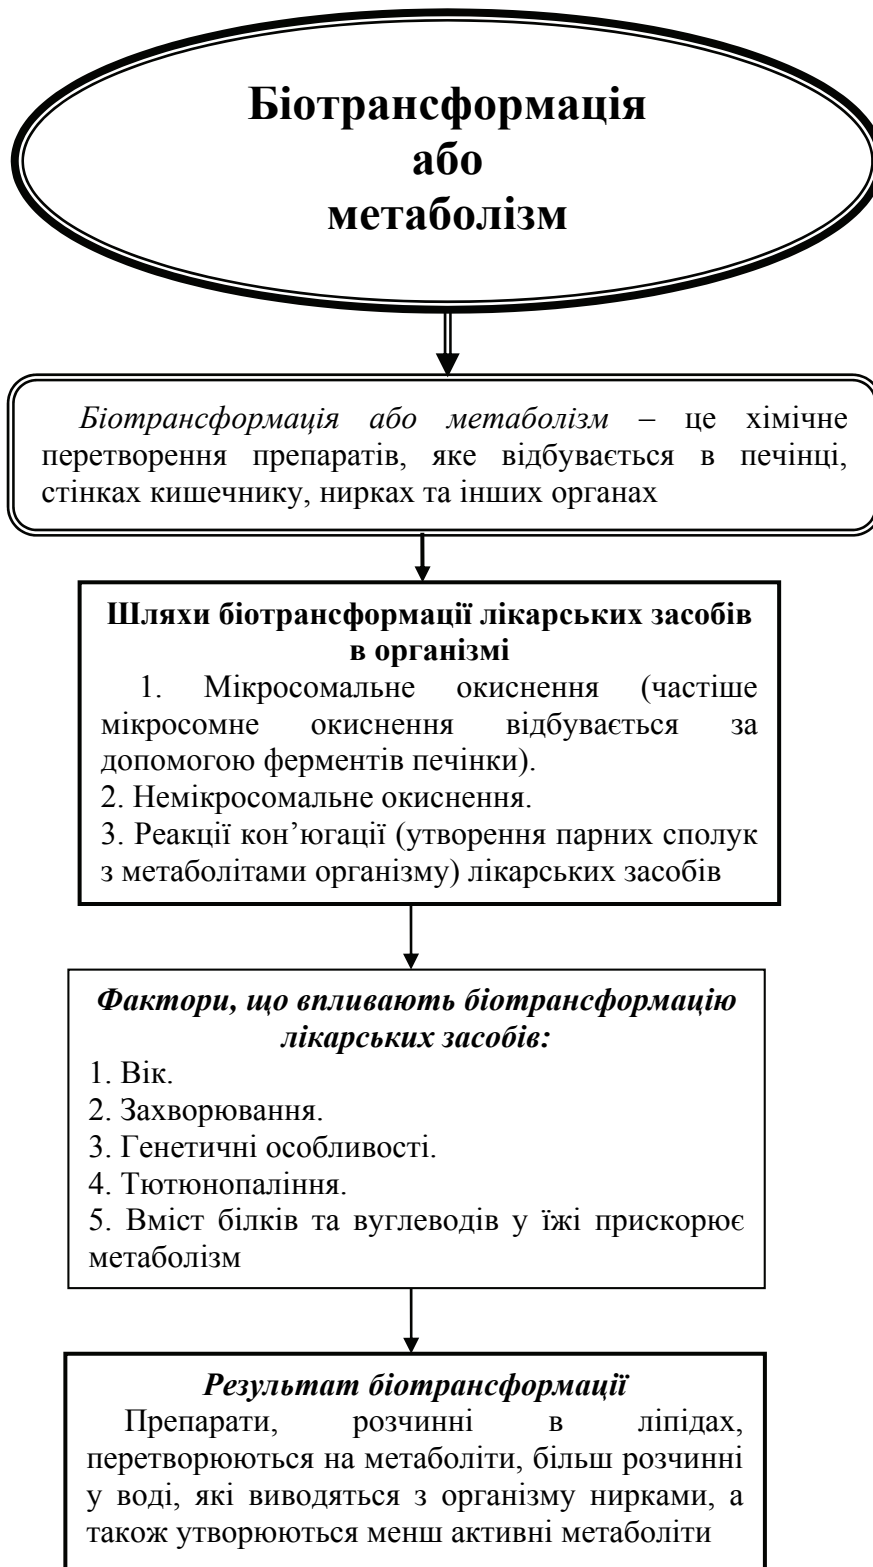 Біотрансформація
або
метаболізм
Біотрансформація або метаболізм – це хімічне
перетворення препаратів, яке відбувається в печінці,
стінках кишечнику, нирках та інших органах
Шляхи біотрансформації лікарських засобів
в організмі
1. Мікросомальне окиснення (частіше
мікросомне окиснення відбувається за
допомогою ферментів печінки).
2. Немікросомальне окиснення.
3. Реакції кон’югації (утворення парних сполук
з метаболітами організму) лікарських засобів
Фактори, що впливають біотрансформацію
лікарських засобів:
1. Вік.
2. Захворювання.
3. Генетичні особливості.
4. Тютюнопаління.
5. Вміст білків та вуглеводів у їжі прискорює
метаболізм
Результат біотрансформації
Препарати, розчинні в ліпідах,
перетворюються на метаболіти, більш розчинні
у воді, які виводяться з організму нирками, а
також утворюються менш активні метаболіти